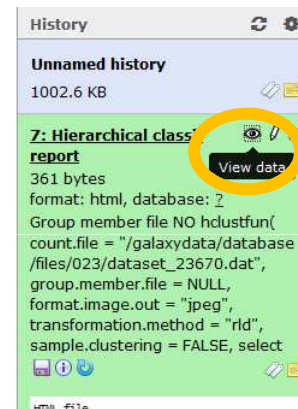 History
Unnamed history
1002.6 KB
7: Hierarchical classi
report
View data
361 bytes
format: html, database: ?
Group member file NO hclustfun(
count.file = "/galaxydata/database
/files/023/dataset_23670.dat",
group.member.file = NULL,
format.image.out = "jpeg",
transformation.method = "rld",
sample.clustering = FALSE, select
HTML file